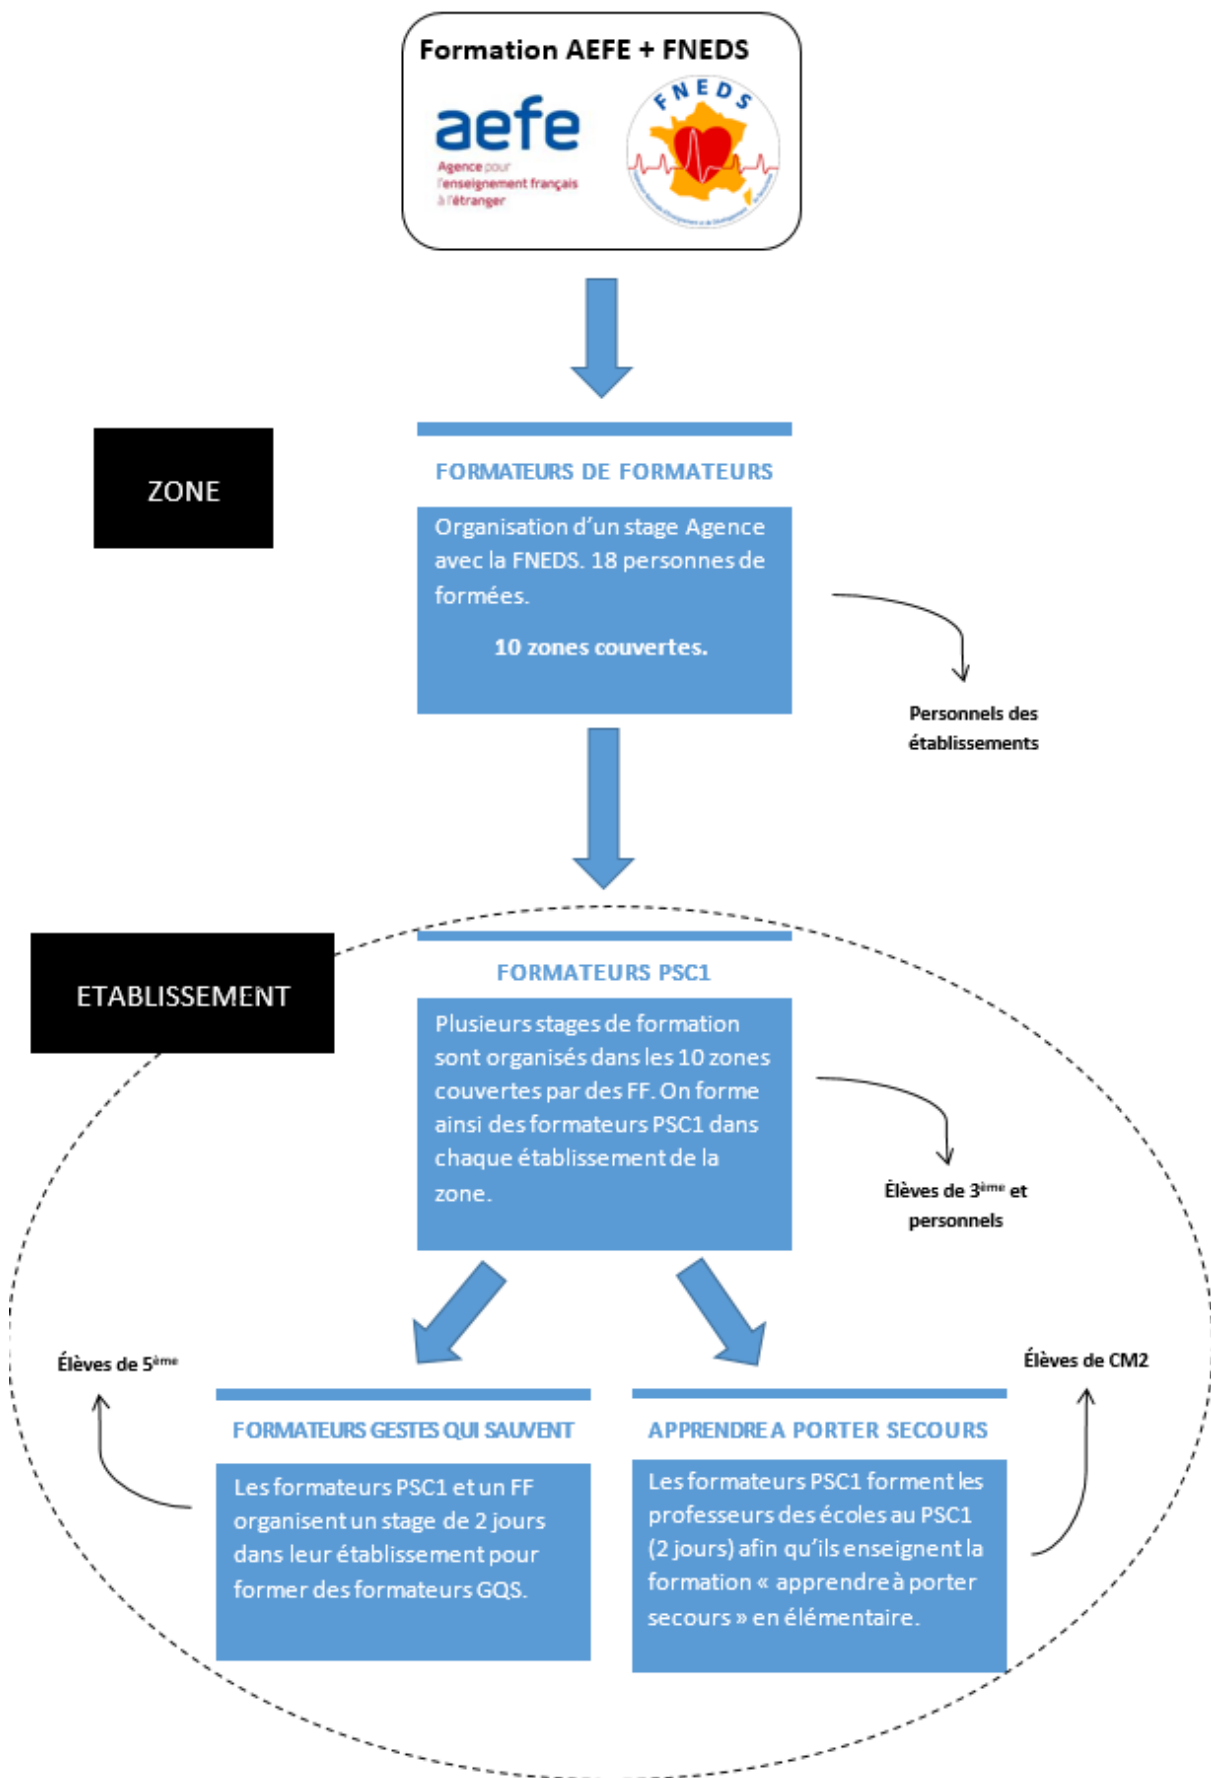 Formation AEFE + FNEDS
aefe
Agence pour
l'enseignement français
à l'étranger
FNEDS
ZONE
FORMATEURS DE FORMATEURS
Organisation d'un stage Agence
avec la FNEDS. 18 personnes de
formées.
10 zones couvertes.
Personnels des
établissements
ETABLISSEMENT
FORMATEURS PSC1
Plusieurs stages de formation
sont organisés dans les 10 zones
couvertes par des FF. On forme
ainsi des formateurs PSC1 dans
chaque établissement de la
zone.
Élèves de 3ème et
personnels
Élèves de 5ème
Élèves de CM2
FORMATEURS GESTES QUI SAUVENT
Les formateurs PSC1 et un FF
organisent un stage de 2 jours
dans leur établissement pour
former des formateurs GQS.
APPRENDRE A PORTER SECOURS
Les formateurs PSC1 forment les
professeurs des écoles au PSC1
(2 jours) afin qu'ils enseignent la
formation « apprendre à porter
secours » en élémentaire.